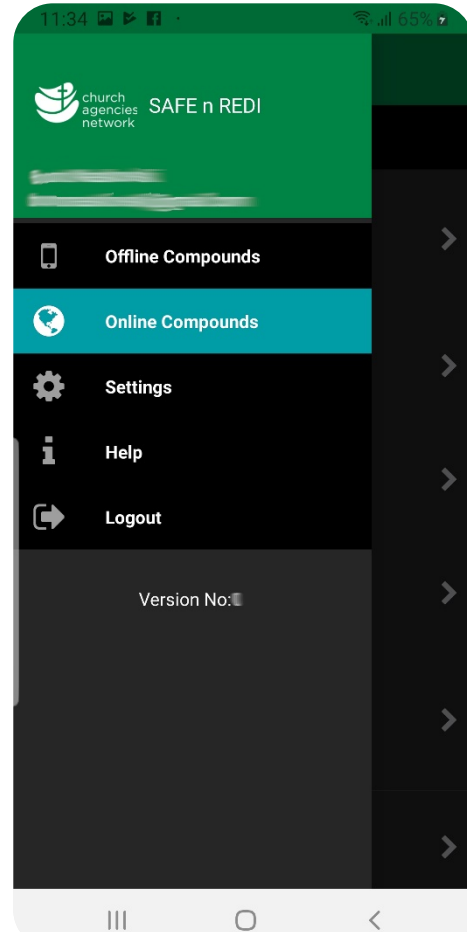 11:34
65%
church
agencies SAFE n REDI
network
Offline Compounds
Online Compounds
Settings
Help
Logout
Version No: